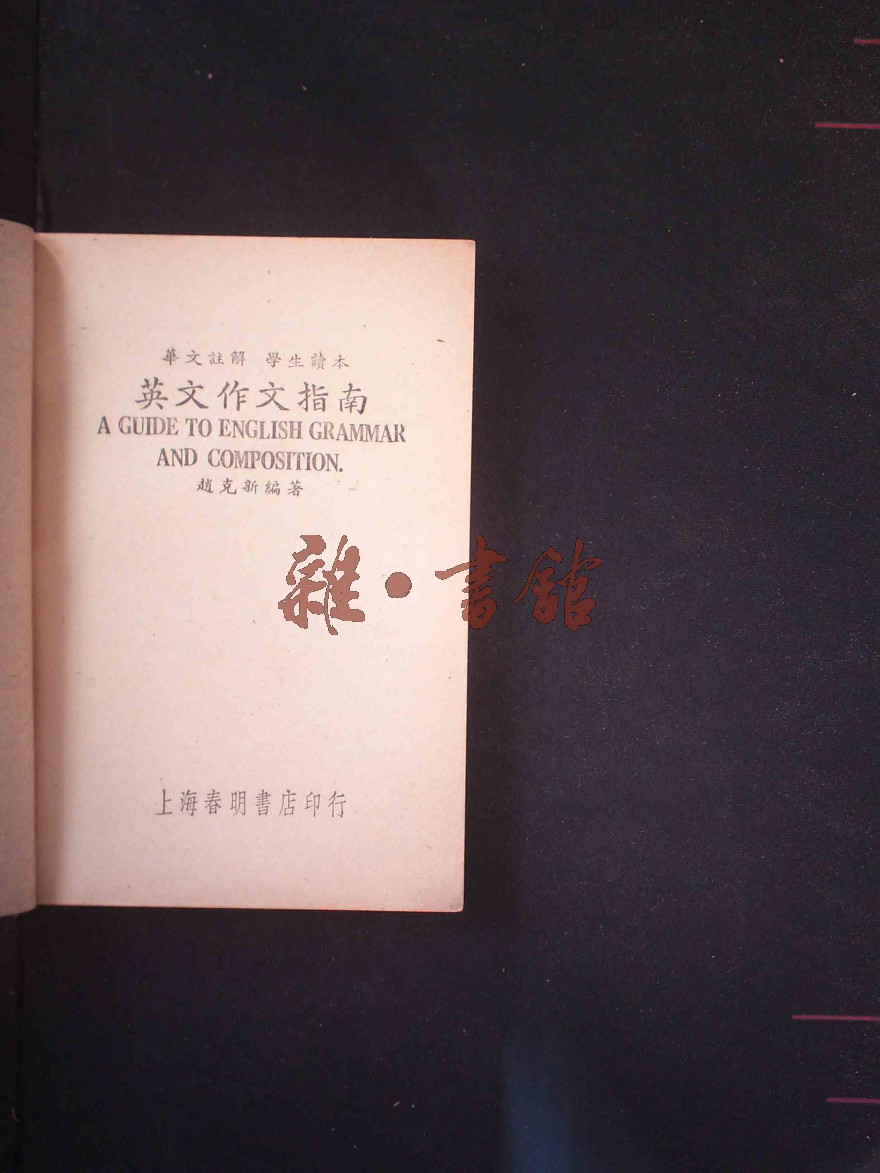 華文註解 學生讀本
英文作文指南
A GUIDE TO ENGLISH GRAMMAR
AND COMPOSITION.
趙克新編著
雜·書館
上海春明書店印行